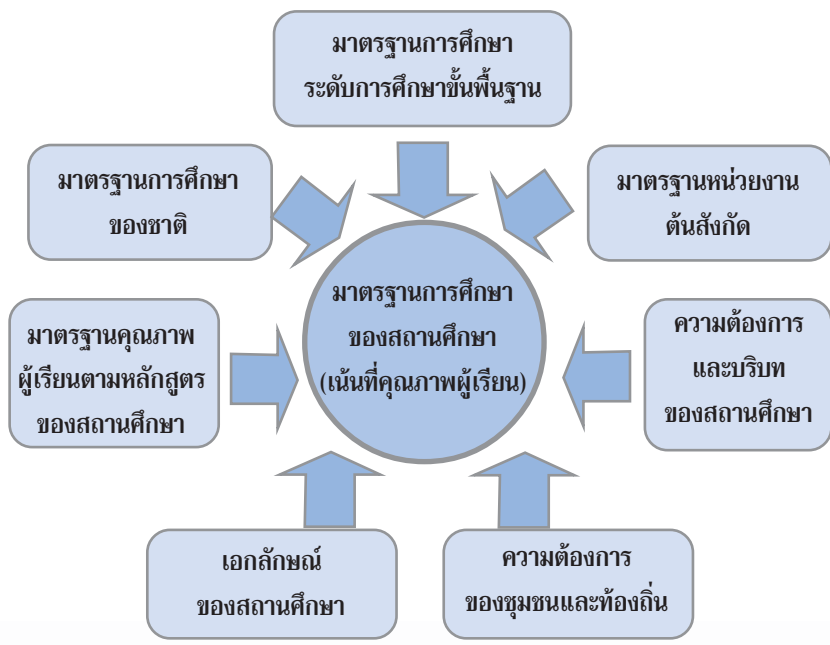 มาตรฐานการศึกษา
ระดับการศึกษาขั้นพื้นฐาน
มาตรฐานการศึกษา
ของชาติ
มาตรฐานหน่วยงาน
ต้นสังกัด
มาตรฐานการศึกษา
ของสถานศึกษา
(เน้นที่คุณภาพผู้เรียน)
มาตรฐานคุณภาพ
ผู้เรียนตามหลักสูตร
ของสถานศึกษา
ความต้องการ
และบริบท
ของสถานศึกษา
เอกลักษณ์
ของสถานศึกษา
ความต้องการ
ของชุมชนและท้องถิ่น